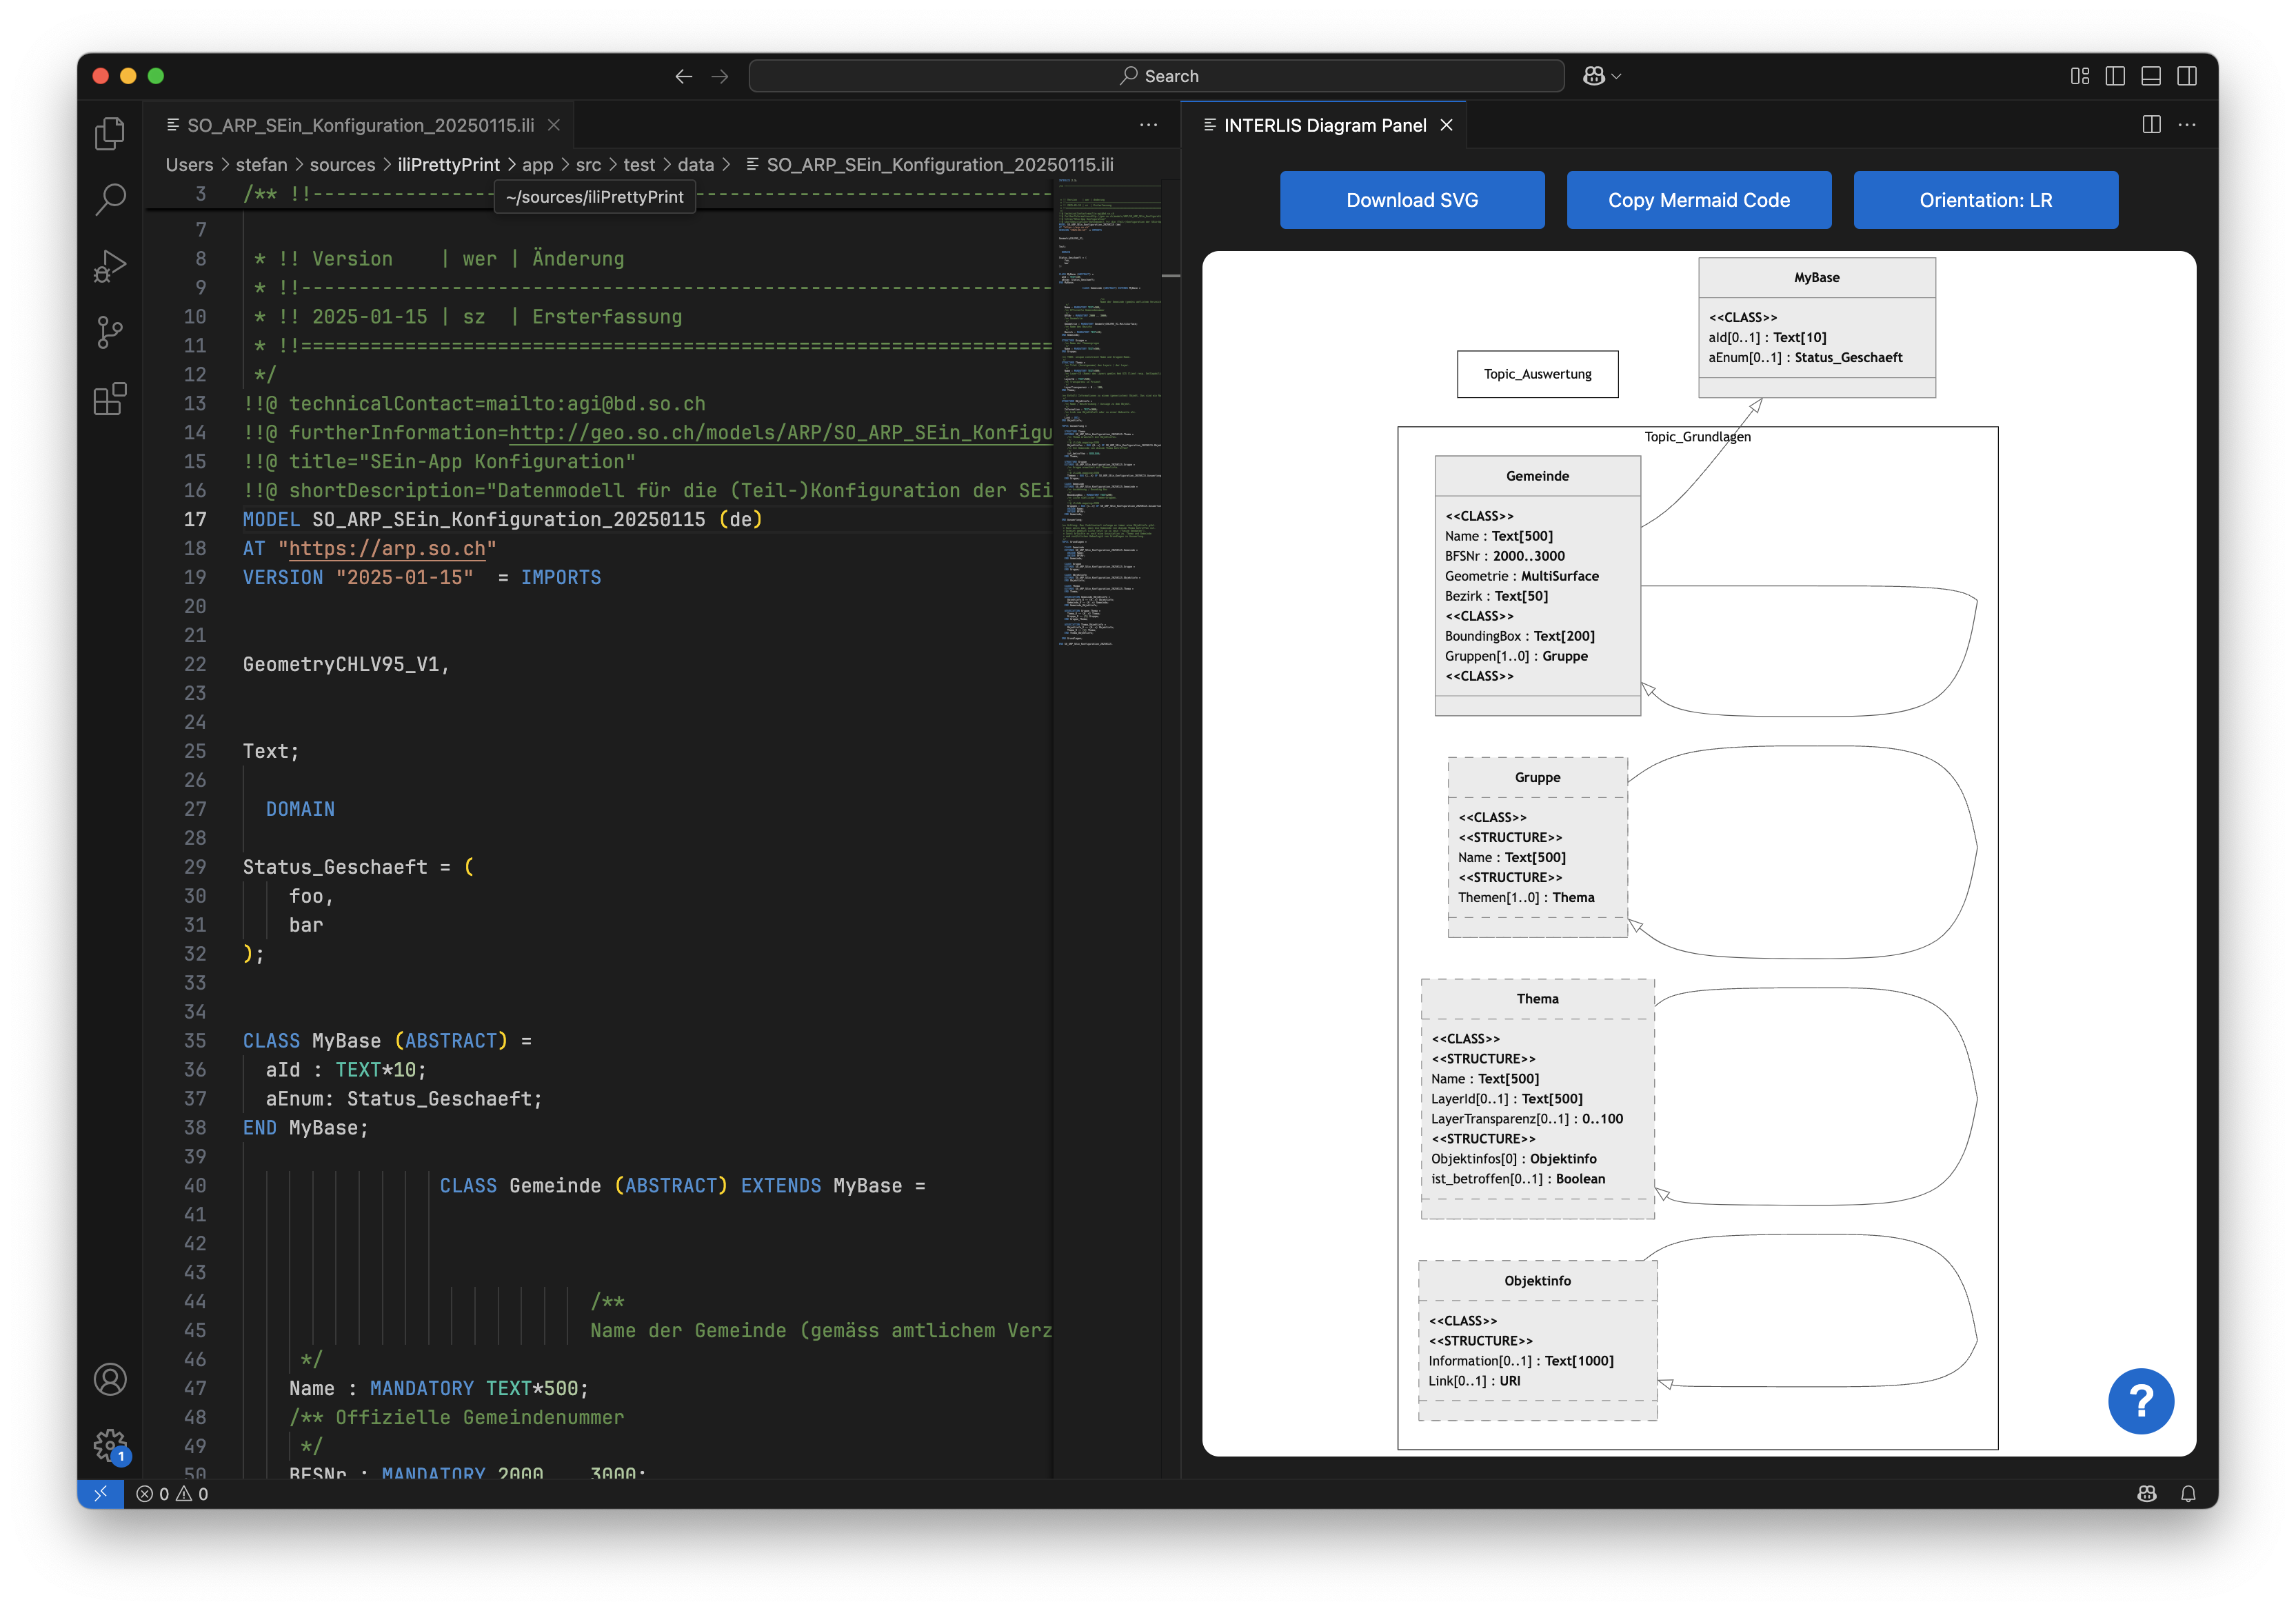 Search
SO_ARP_SEin_Konfiguration_20250115.ili
Users > stefan > sources > iliPrettyPrint > app > src > test > data > SO_ARP_SEin_Konfiguration_20250115.ili
~/sources/iliPrettyPrint
3 /** !!--------------------------------------------------------------------
7
8 * !! Version    | wer | Änderung
9 * !!-----------------------------------------------------------------
10 * !! 2025-01-15 | sz  | Ersterfassung
11 * !!=================================================================
12 */
13 !!@ technicalContact=mailto:agi@bd.so.ch
14 !!@ furtherInformation=http://geo.so.ch/models/ARP/SO_ARP_SEin_Konfigu
15 !!@ title="SEin-App Konfiguration"
16 !!@ shortDescription="Datenmodell für die (Teil-)Konfiguration der SEi
17 MODEL SO_ARP_SEin_Konfiguration_20250115 (de)
18 AT "https://arp.so.ch"
19 VERSION "2025-01-15"  = IMPORTS
20
21
22 GeometryCHLV95_V1,
23
24
25 Text;
26
27 DOMAIN
28
29 Status_Geschaeft = (
30 foo,
31 bar
32 );
33
34
35 CLASS MyBase (ABSTRACT) =
36 aId : TEXT*10;
37 aEnum: Status_Geschaeft;
38 END MyBase;
39
40 CLASS Gemeinde (ABSTRACT) EXTENDS MyBase =
41
42
43
44 /**
45 Name der Gemeinde (gemäss amtlichem Verz
46 */
47 Name : MANDATORY TEXT*500;
48 /** Offizielle Gemeindenummer
49 */
50 BFSNr : MANDATORY 2000 .. 3000;
1
0 0
INTERLIS Diagram Panel
Download SVG
Copy Mermaid Code
Orientation: LR
MyBase
<<CLASS>>
aId[0..1] : Text[10]
aEnum[0..1] : Status_Geschaeft
Topic_Auswertung
Topic_Grundlagen
Gemeinde
<<CLASS>>
Name : Text[500]
BFSNr : 2000..3000
Geometrie : MultiSurface
Bezirk : Text[50]
<<CLASS>>
BoundingBox : Text[200]
Gruppen[1..0] : Gruppe
<<CLASS>>
Gruppe
<<CLASS>>
<<STRUCTURE>>
Name : Text[500]
<<STRUCTURE>>
Themen[1..0] : Thema
Thema
<<CLASS>>
<<STRUCTURE>>
Name : Text[500]
LayerId[0..1] : Text[500]
LayerTransparenz[0..1] : 0..100
<<STRUCTURE>>
Objektinfos[0] : Objektinfo
ist_betroffen[0..1] : Boolean
Objektinfo
<<CLASS>>
<<STRUCTURE>>
Information[0..1] : Text[1000]
Link[0..1] : URI
?